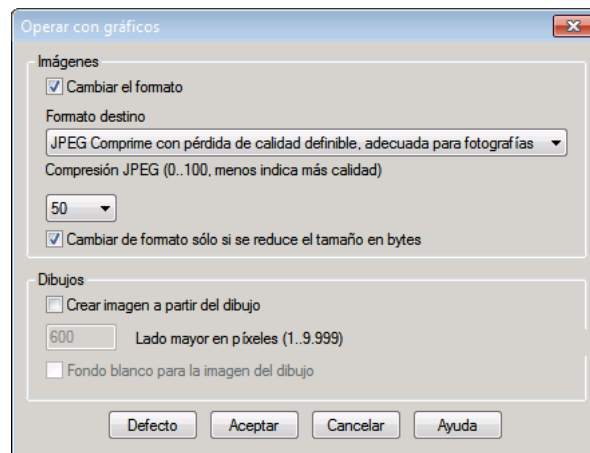 Operar con gráficos
Imágenes
Cambiar el formato
Formato destino
JPEG Comprime con pérdida de calidad definible, adecuada para fotografías
Compresión JPEG (0..100, menos indica más calidad)
50
Cambiar de formato sólo si se reduce el tamaño en bytes
Dibujos
Crear imagen a partir del dibujo
600 Lado mayor en píxeles (1..9.999)
Fondo blanco para la imagen del dibujo
Defecto Aceptar Cancelar Ayuda